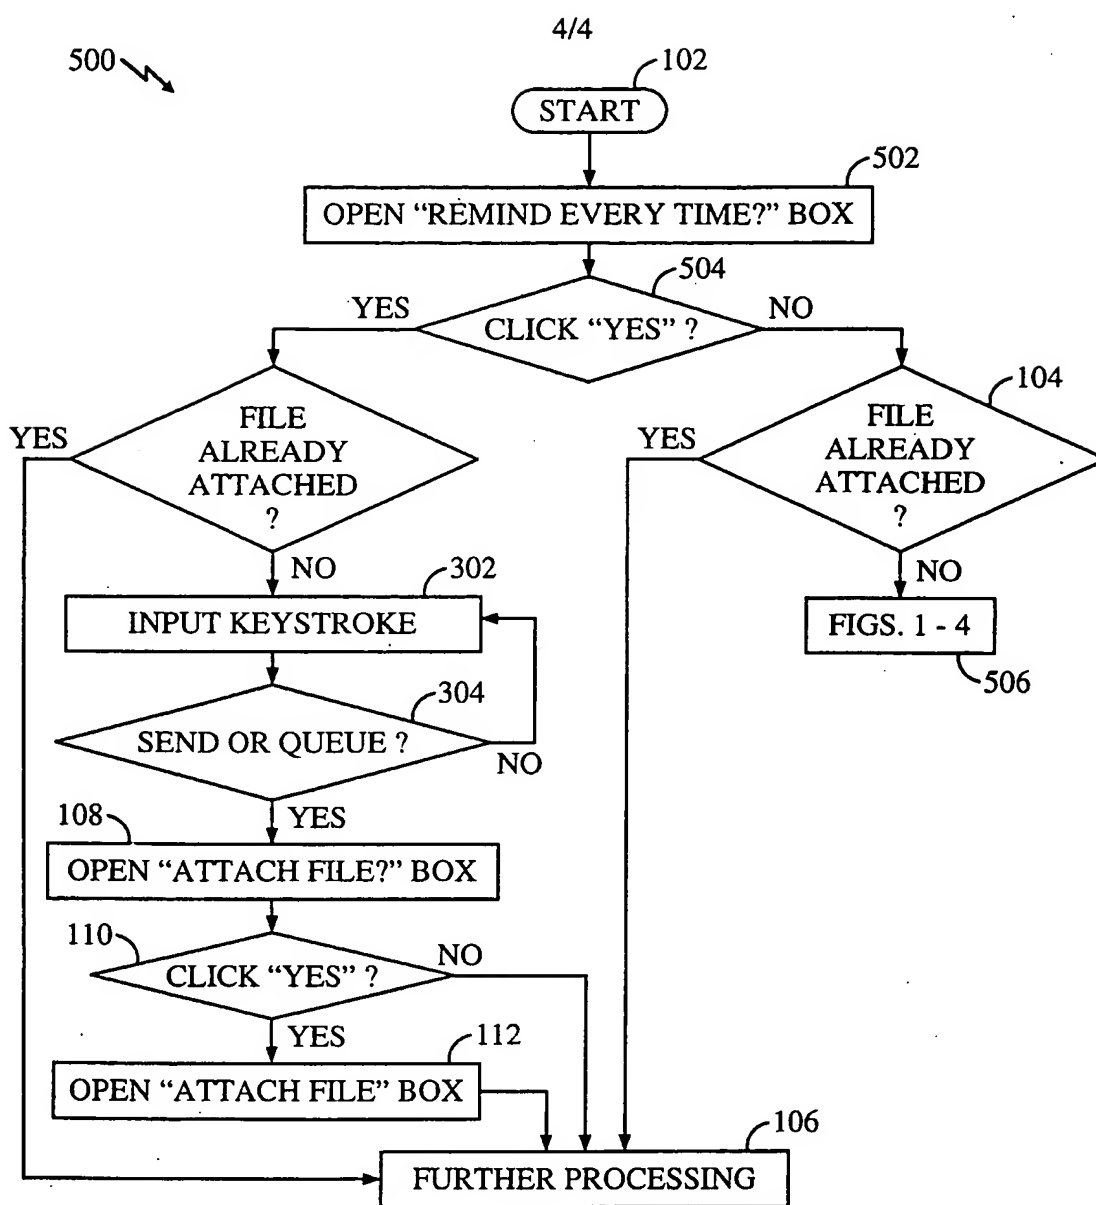 4/4
500
102
START
502
OPEN “REMIND EVERY TIME?” BOX
504
YES
NO
CLICK “YES” ?
104
YES
FILE
ALREADY
ATTACHED
?
YES
FILE
ALREADY
ATTACHED
?
NO
302
NO
INPUT KEYSTROKE
FIGS. 1 - 4
506
304
SEND OR QUEUE ?
NO
YES
108
OPEN “ATTACH FILE?” BOX
110
NO
CLICK “YES” ?
YES
112
OPEN “ATTACH FILE” BOX
106
FURTHER PROCESSING